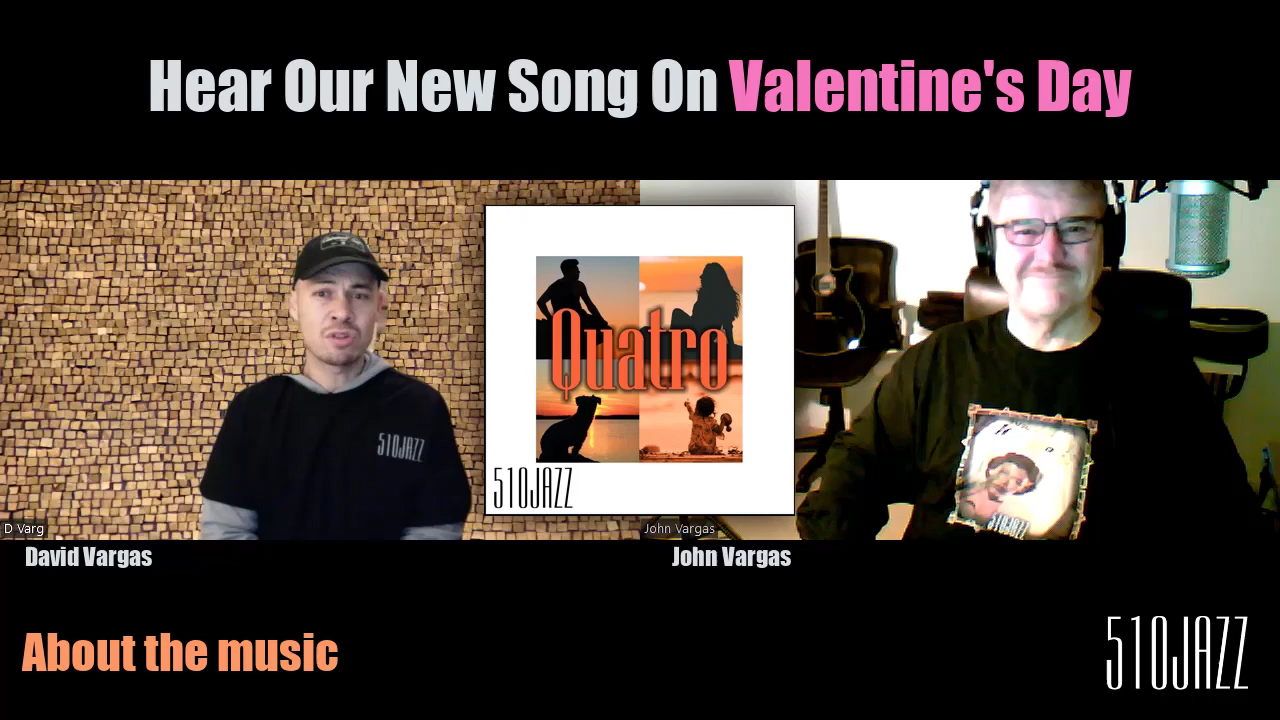 Hear Our New Song On Valentine's Day
510JAZZ
Quatro
510JAZZ
510JAZZ
D Varg
John Vargas
David Vargas
John Vargas
About the music
510JAZZ